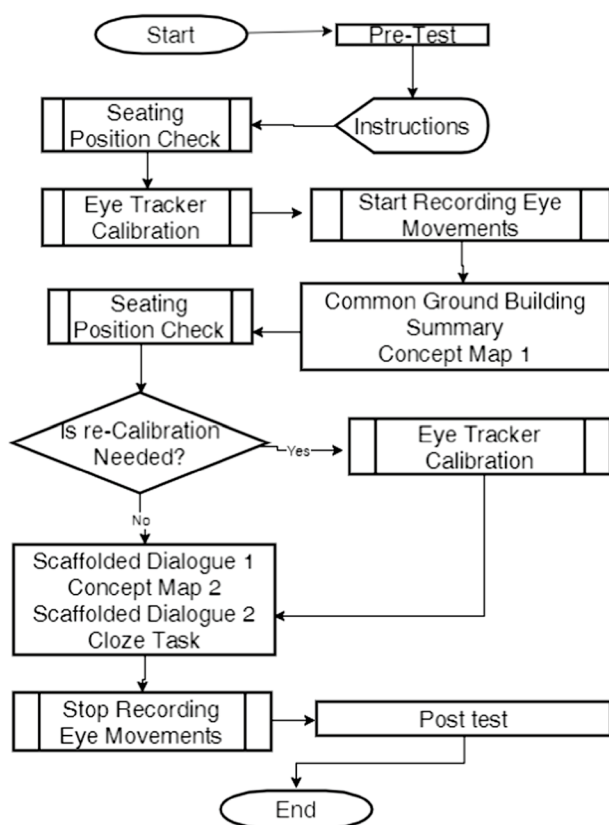 Start
Pre-Test
Instructions
Seating
Position Check
Eye Tracker
Calibration
Start Recording Eye
Movements
Common Ground Building
Summary
Concept Map 1
Seating
Position Check
Is re-Calibration
Needed?
Yes
Eye Tracker
Calibration
No
Scaffolded Dialogue 1
Concept Map 2
Scaffolded Dialogue 2
Cloze Task
Stop Recording
Eye Movements
Post test
End